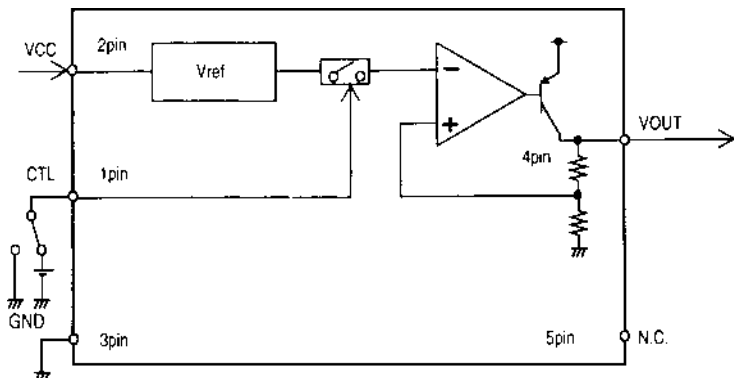 VCC
2pin
Vref
−
+
VOUT
4pin
CTL
1pin
GND
3pin
5pin
N.C.